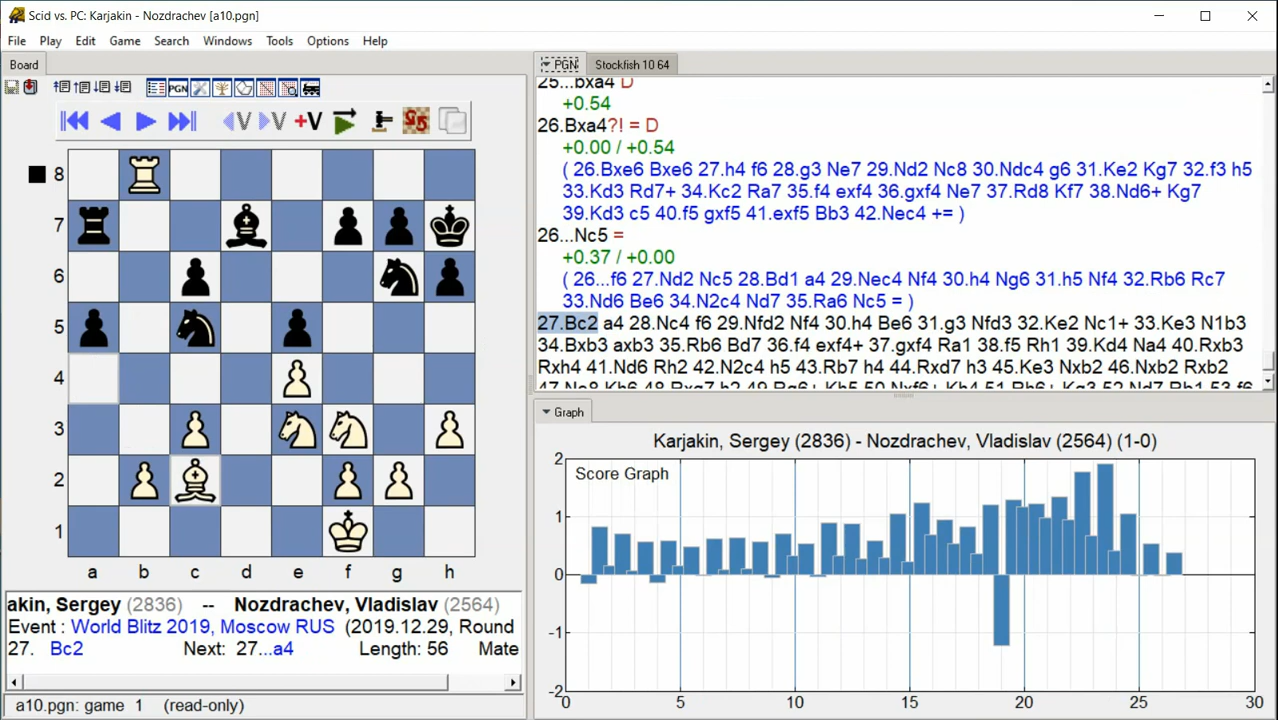 Scid vs. PC: Karjakin - Nozdrachev [a10.pgn]
File Play Edit Game Search Windows Tools Options Help
Board
PGN
V V +V
8
7
6
5
4
3
2
1
a b c d e f g h
akin, Sergey (2836) -- Nozdrachev, Vladislav (2564)
Event : World Blitz 2019, Moscow RUS (2019.12.29, Round
27. Bc2 Next: 27...a4 Length: 56 Mate
a10.pgn: game 1 (read-only)
PGN Stockfish 10 64
25...bxa4 D
+0.54
26.Bxa4?! = D
+0.00 / +0.54
( 26.Bxe6 Bxe6 27.h4 f6 28.g3 Ne7 29.Nd2 Nc8 30.Ndc4 g6 31.Ke2 Kg7 32.f3 h5
33.Kd3 Rd7+ 34.Kc2 Ra7 35.f4 exf4 36.gxf4 Ne7 37.Rd8 Kf7 38.Nd6+ Kg7
39.Kd3 c5 40.f5 gxf5 41.exf5 Bb3 42.Nec4 += )
26...Nc5 =
+0.37 / +0.00
( 26...f6 27.Nd2 Nc5 28.Bd1 a4 29.Nec4 Nf4 30.h4 Ng6 31.h5 Nf4 32.Rb6 Rc7
33.Nd6 Be6 34.N2c4 Nd7 35.Ra6 Nc5 = )
27.Bc2 a4 28.Nc4 f6 29.Nfd2 Nf4 30.h4 Be6 31.g3 Nfd3 32.Ke2 Nc1+ 33.Ke3 N1b3
34.Bxb3 axb3 35.Rb6 Bd7 36.f4 exf4+ 37.gxf4 Ra1 38.f5 Rh1 39.Kd4 Na4 40.Rxb3
Rxh4 41.Nd6 Rh2 42.N2c4 h5 43.Rb7 h4 44.Rxd7 h3 45.Ke3 Nxb2 46.Nxb2 Rxb2
Graph
Karjakin, Sergey (2836) - Nozdrachev, Vladislav (2564) (1-0)
Score Graph
2
1
0
-1
-2
0 5 10 15 20 25 30